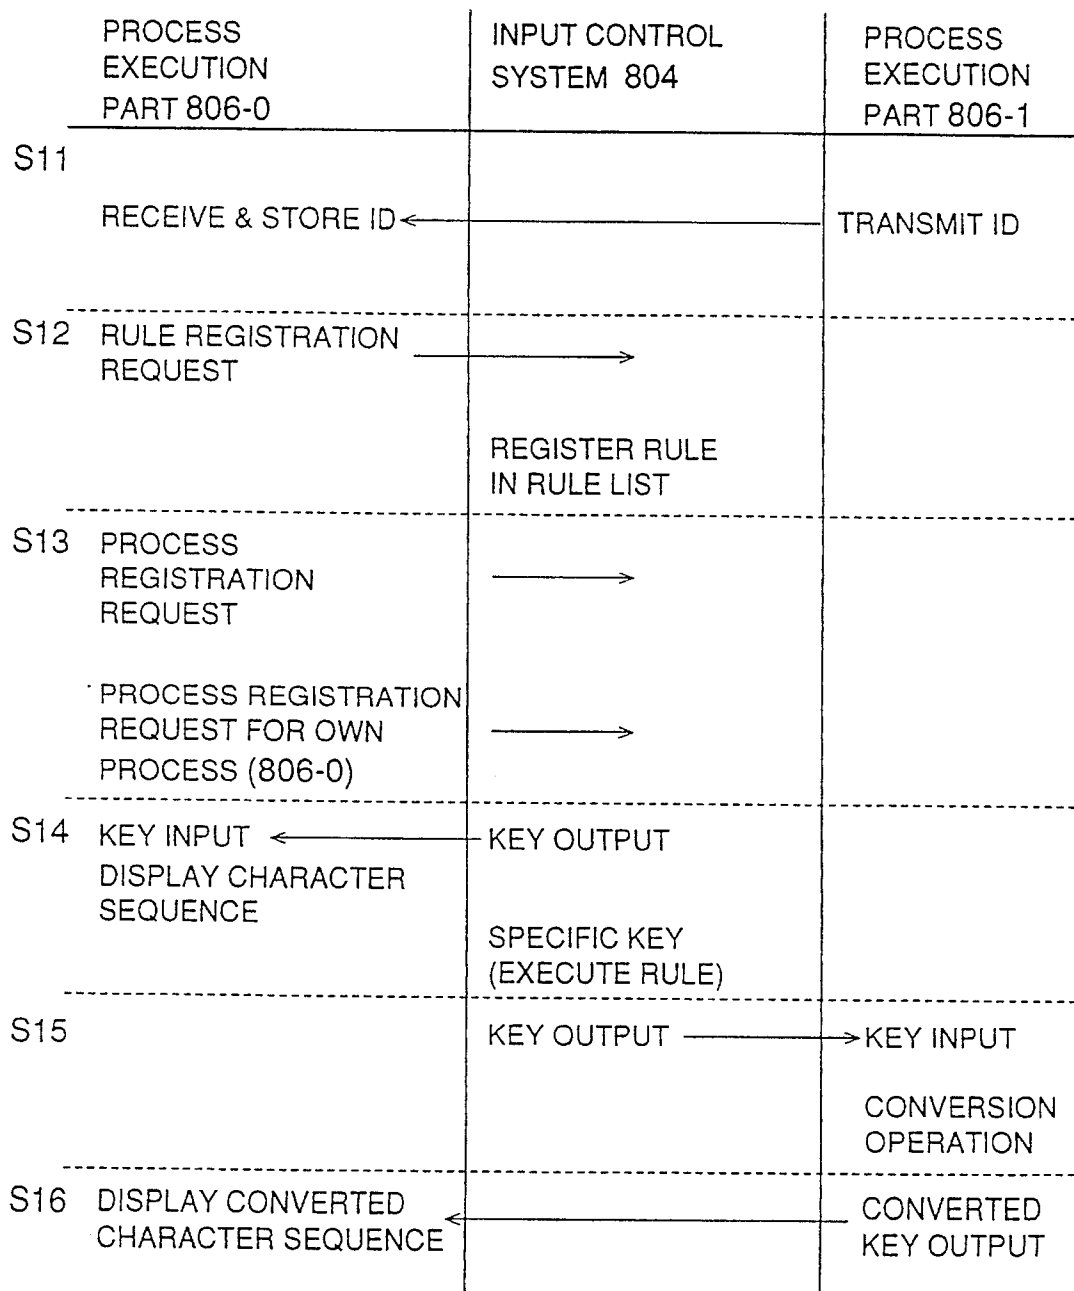 PROCESS
EXECUTION
PART 806-0
INPUT CONTROL
SYSTEM 804
PROCESS
EXECUTION
PART 806-1
S11
RECEIVE & STORE ID
TRANSMIT ID
S12
RULE REGISTRATION
REQUEST
REGISTER RULE
IN RULE LIST
S13
PROCESS
REGISTRATION
REQUEST
PROCESS REGISTRATION
REQUEST FOR OWN
PROCESS (806-0)
S14
KEY INPUT
KEY OUTPUT
DISPLAY CHARACTER
SEQUENCE
SPECIFIC KEY
(EXECUTE RULE)
S15
KEY OUTPUT
KEY INPUT
CONVERSION
OPERATION
S16
DISPLAY CONVERTED
CHARACTER SEQUENCE
CONVERTED
KEY OUTPUT